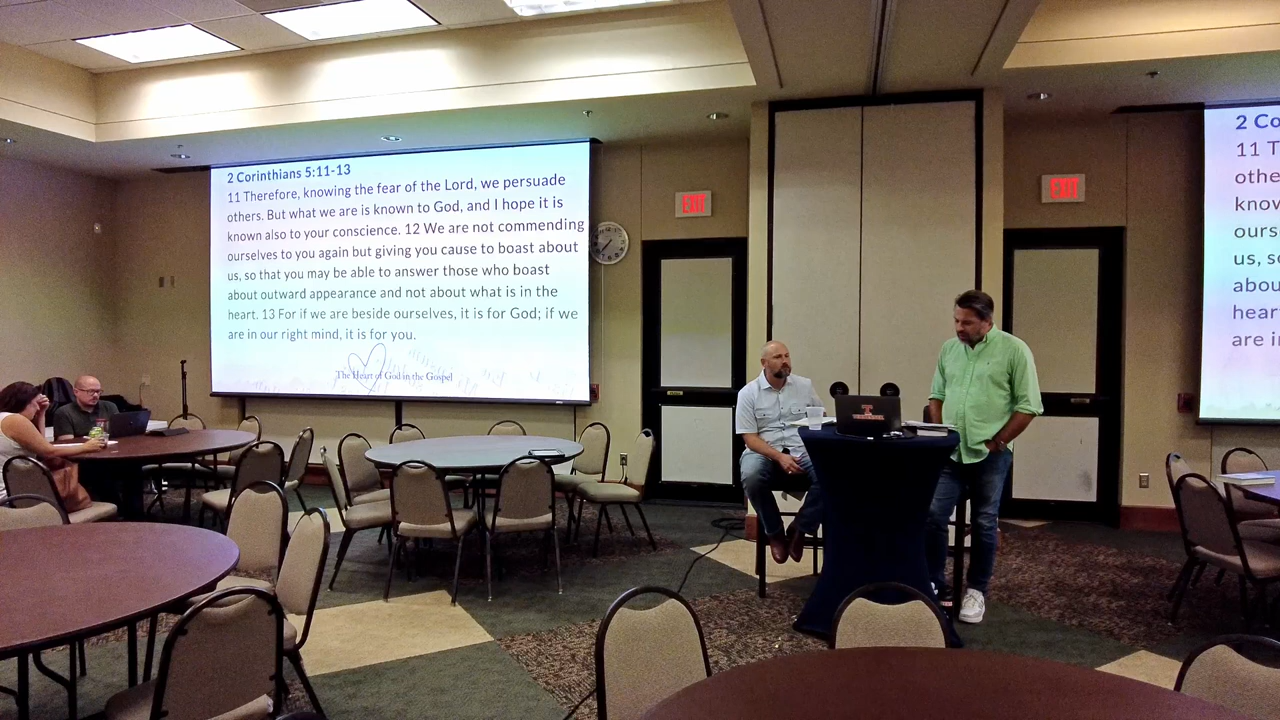 2 Corinthians 5:11-13
11 Therefore, knowing the fear of the Lord, we persuade
others. But what we are is known to God, and I hope it is
known also to your conscience. 12 We are not commending
ourselves to you again but giving you cause to boast about
us, so that you may be able to answer those who boast
about outward appearance and not about what is in the
heart. 13 For if we are beside ourselves, it is for God; if we
are in our right mind, it is for you.
The Heart of God in the Gospel
EXIT
EXIT
T
2 Co
11 T
othe
know
ours
us, so
abou
hear
are i